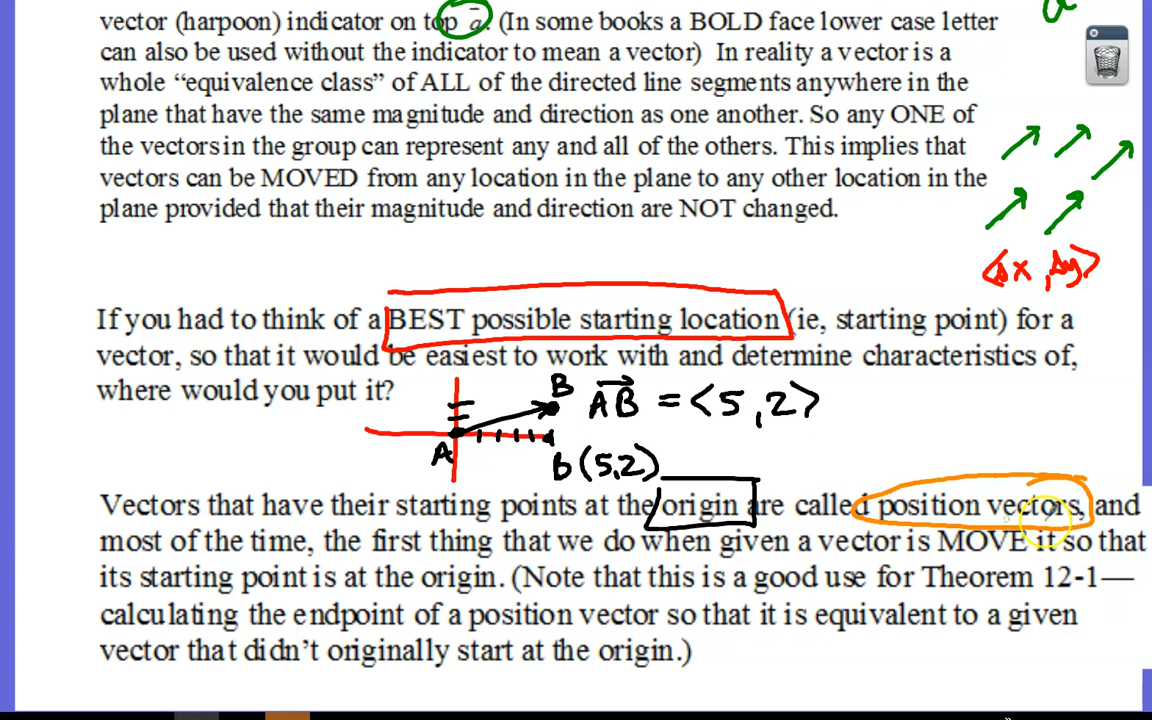 vector (harpoon) indicator on top a. (In some books a BOLD face lower case letter
a
can also be used without the indicator to mean a vector) In reality a vector is a
whole “equivalence class” of ALL of the directed line segments anywhere in the
plane that have the same magnitude and direction as one another. So any ONE of
the vectors in the group can represent any and all of the others. This implies that
vectors can be MOVED from any location in the plane to any other location in the
plane provided that their magnitude and direction are NOT changed.
<Δx, Δy>
If you had to think of a BEST possible starting location (ie, starting point) for a
vector, so that it would be easiest to work with and determine characteristics of,
where would you put it?
B AB = <5, 2>
A B(5,2)
Vectors that have their starting points at the origin are called position vectors, and
most of the time, the first thing that we do when given a vector is MOVE it so that
its starting point is at the origin. (Note that this is a good use for Theorem 12-1—
calculating the endpoint of a position vector so that it is equivalent to a given
vector that didn’t originally start at the origin.)